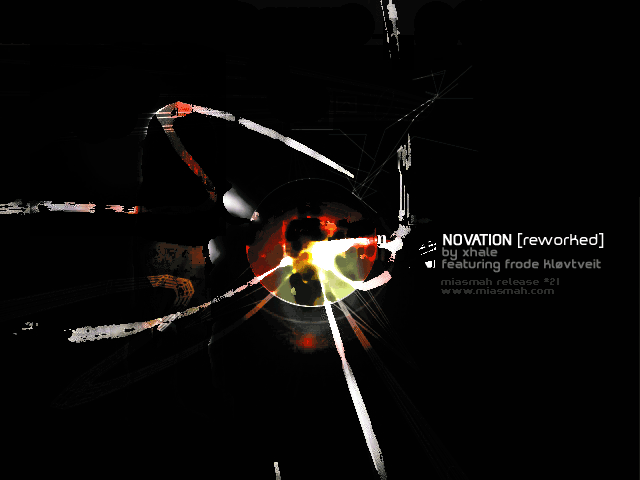 NOVATION [reworked]
by xhale
featuring frode kløvtveit
miasmah release #21
www.miasmah.com